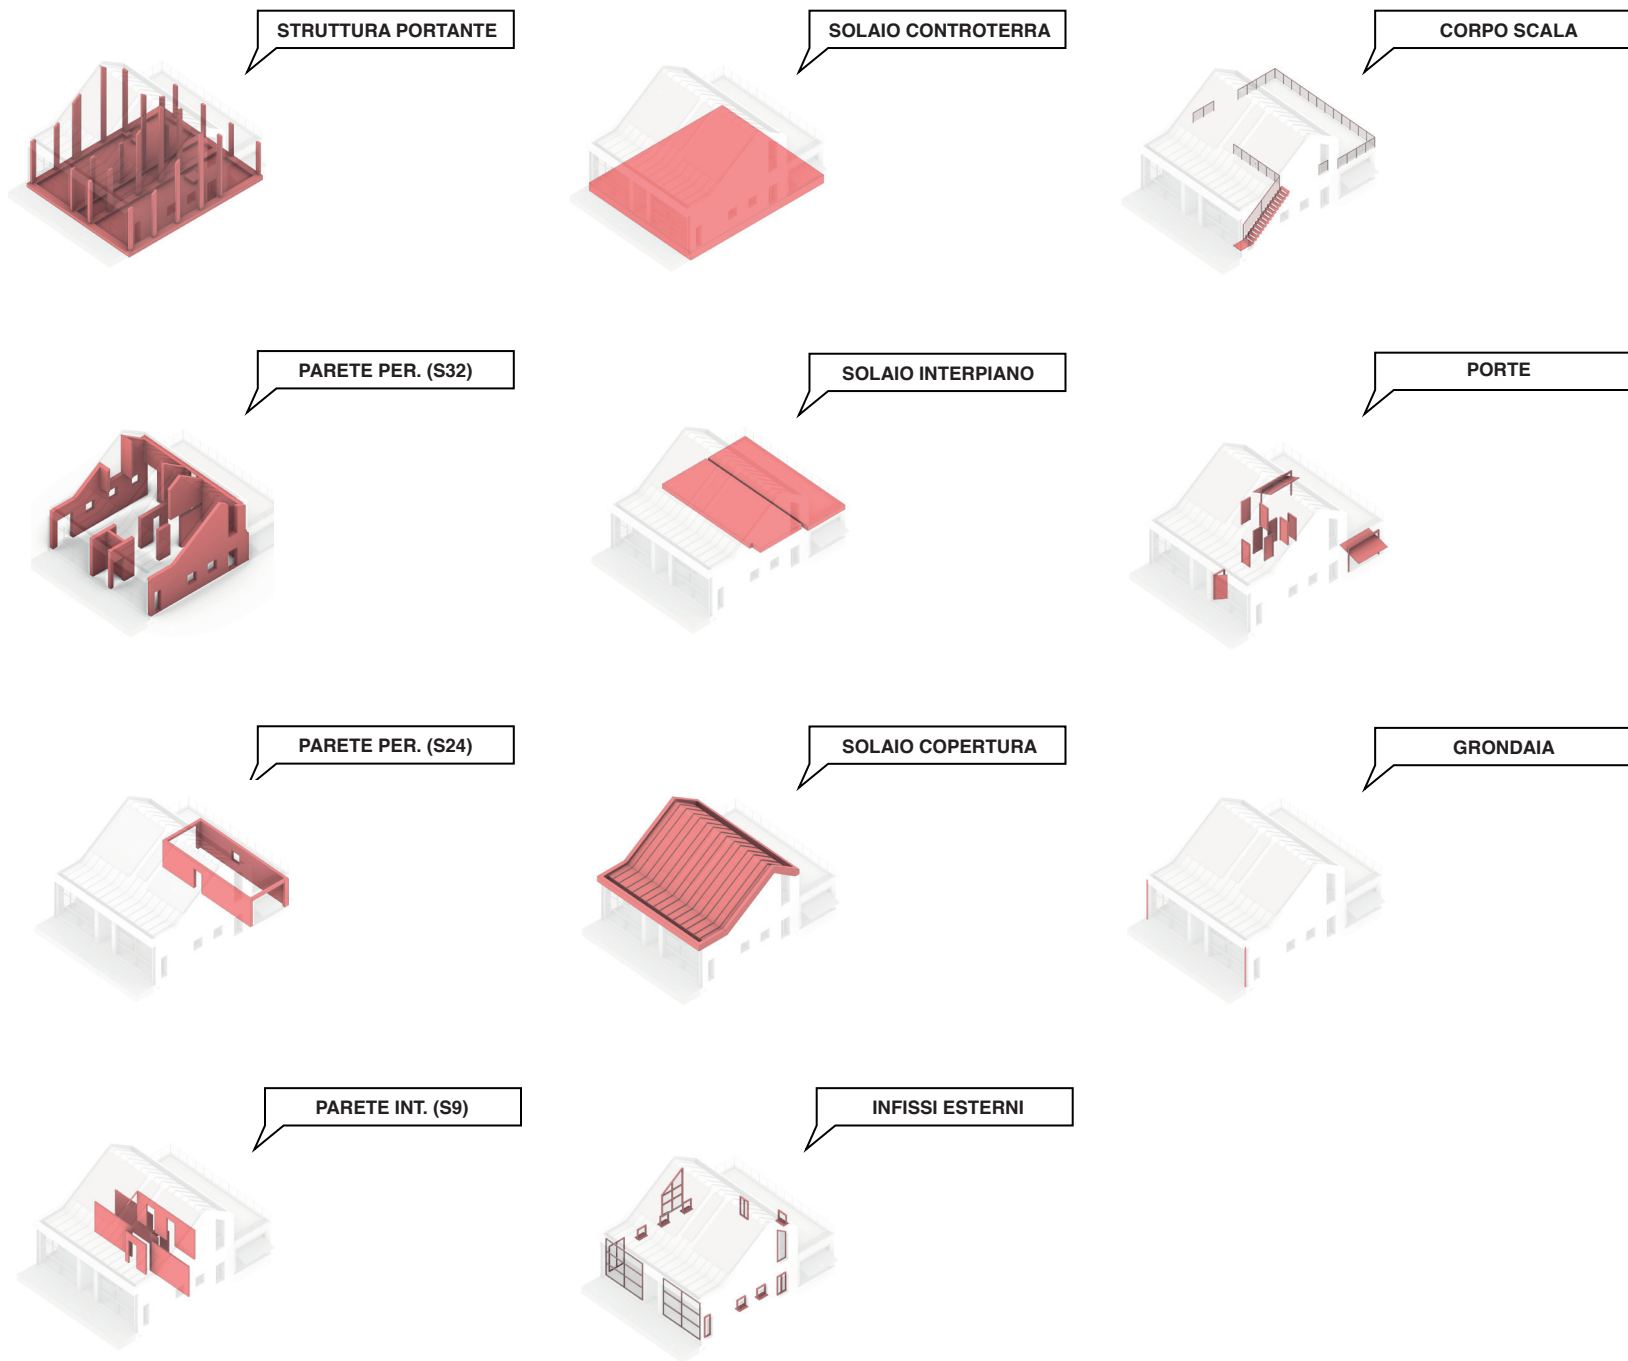 STRUTTURA PORTANTE
SOLAIO CONTROTERRA
CORPO SCALA
PARETE PER. (S32)
SOLAIO INTERPIANO
PORTE
PARETE PER. (S24)
SOLAIO COPERTURA
GRONDAIA
PARETE INT. (S9)
INFISSI ESTERNI